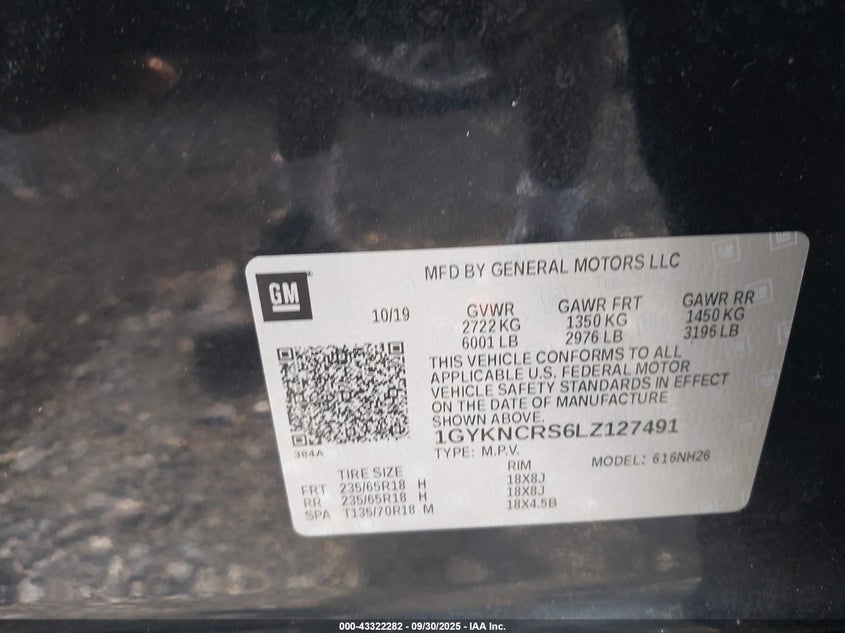 MFD BY GENERAL MOTORS LLC
GM
10/19
GVWR
2722 KG
6001 LB
GAWR FRT
1350 KG
2976 LB
GAWR RR
1450 KG
3196 LB
THIS VEHICLE CONFORMS TO ALL
APPLICABLE U.S. FEDERAL MOTOR
VEHICLE SAFETY STANDARDS IN EFFECT
ON THE DATE OF MANUFACTURE
SHOWN ABOVE.
384A
1GYKNCRS6LZ127491
TYPE: M.P.V.
MODEL: 616NH26
TIRE SIZE RIM
FRT 235/65R18 H 18X8J
RR 235/65R18 H 18X8J
SPA T135/70R18 M 18X4.5B
000-43322282 - 09/30/2025 - IAA Inc.